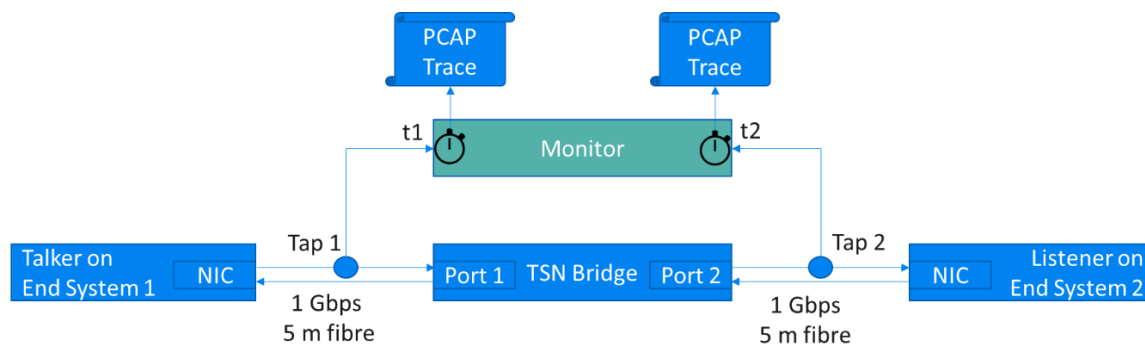 PCAP
Trace
PCAP
Trace
t1
Monitor
t2
Tap 1
Tap 2
Talker on
End System 1
NIC
Port 1
TSN Bridge
Port 2
NIC
Listener on
End System 2
1 Gbps
5 m fibre
1 Gbps
5 m fibre